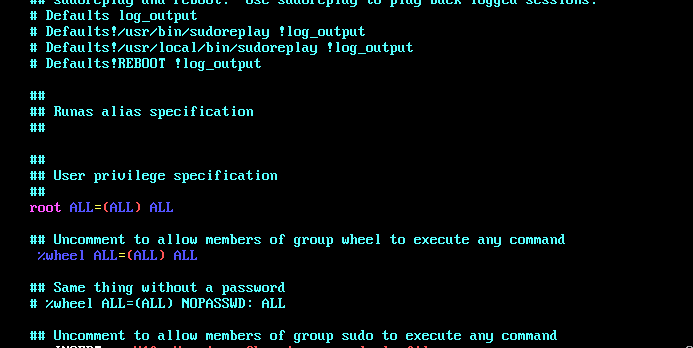 ## sudoreplay and reboot.  Use sudoreplay to play back logged sessions.
# Defaults log_output
# Defaults!/usr/bin/sudoreplay !log_output
# Defaults!/usr/local/bin/sudoreplay !log_output
# Defaults!REBOOT !log_output
##
## Runas alias specification
##
##
## User privilege specification
##
root ALL=(ALL) ALL
## Uncomment to allow members of group wheel to execute any command
%wheel ALL=(ALL) ALL
## Same thing without a password
# %wheel ALL=(ALL) NOPASSWD: ALL
## Uncomment to allow members of group sudo to execute any command